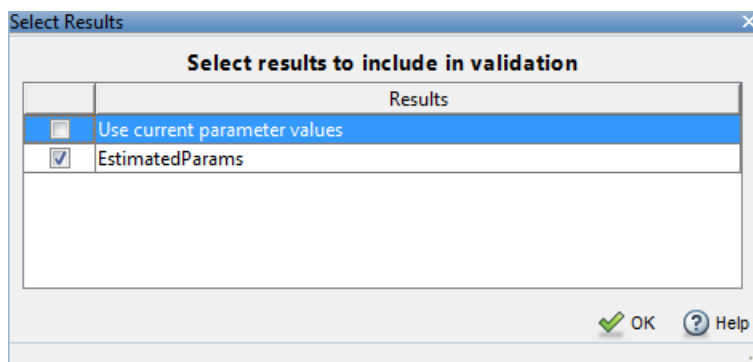 Select Results
Select results to include in validation
Results
Use current parameter values
EstimatedParams
OK
Help